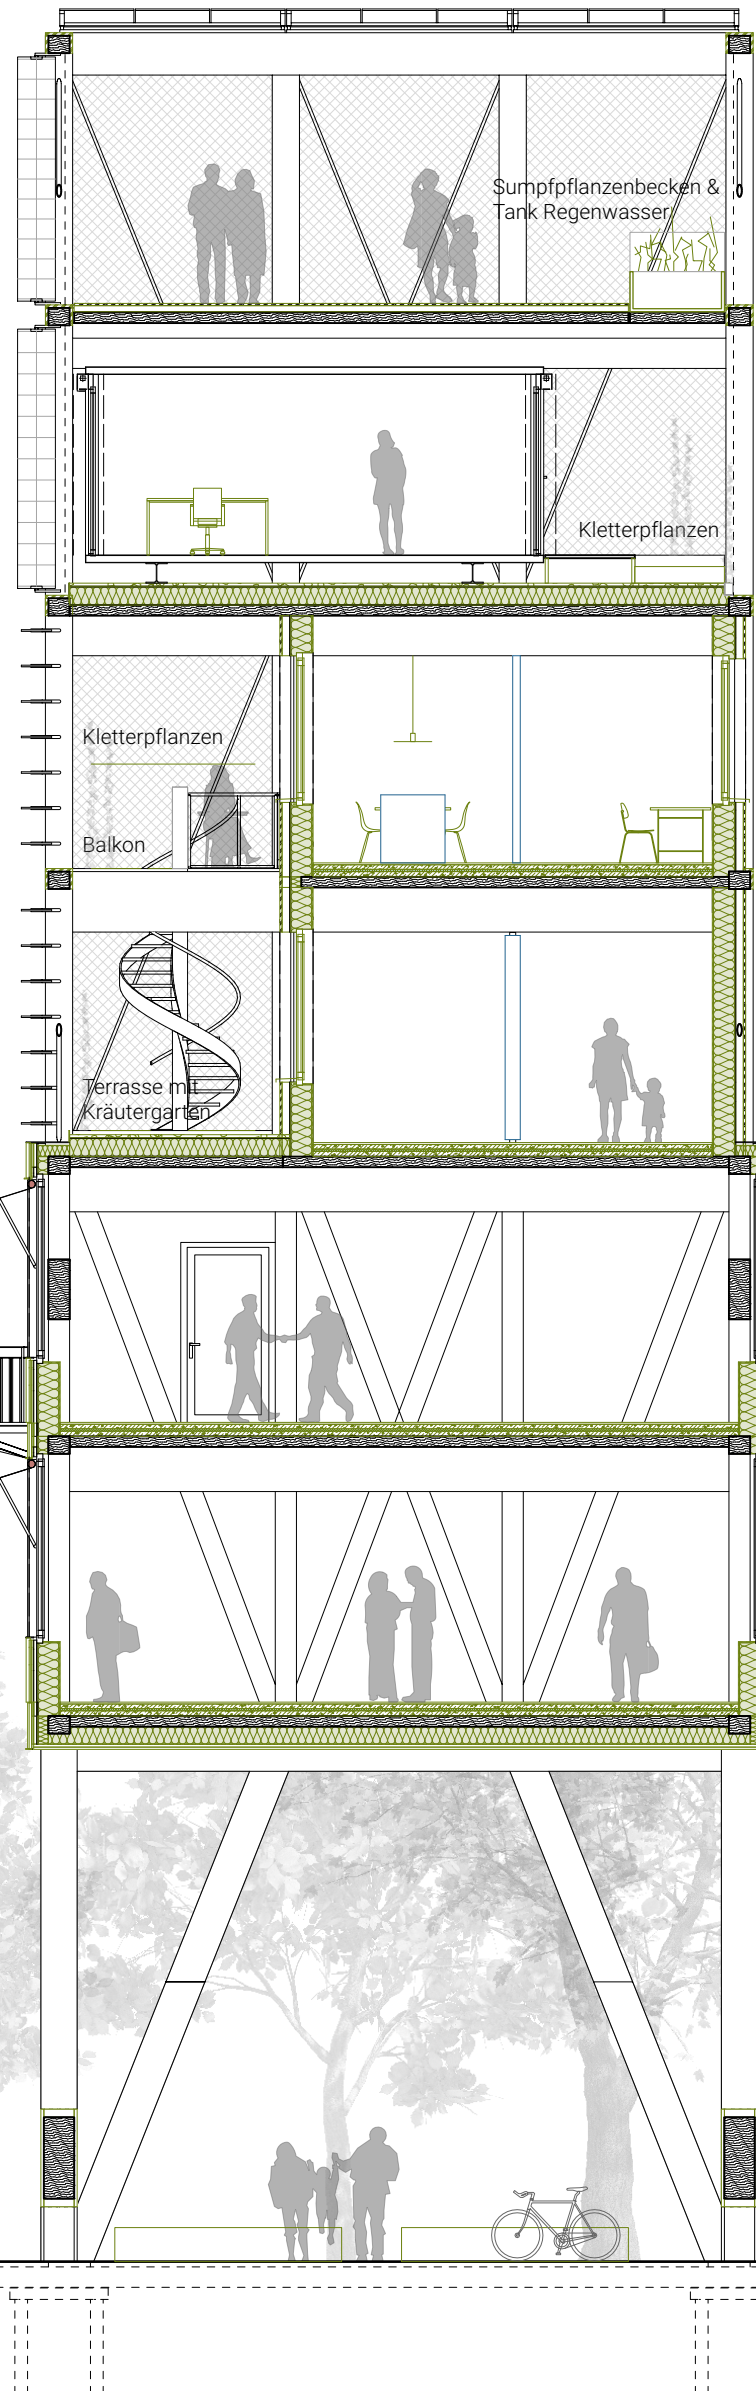 Sumpfpflanzenbecken &
Tank Regenwasser
Kletterpflanzen
Kletterpflanzen
Balkon
Terrasse mit
Kräutergarten